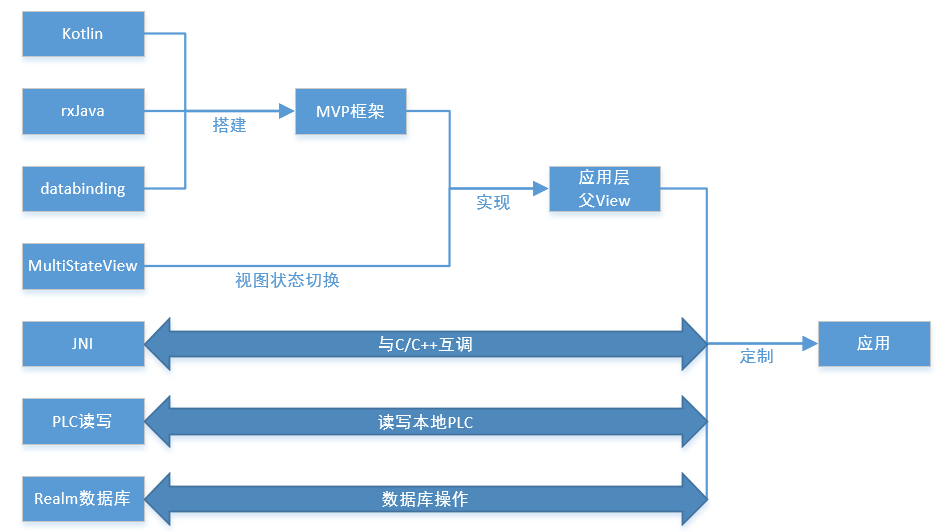 Kotlin
rxJava
搭建
MVP框架
databinding
实现
应用层
父View
MultiStateView
视图状态切换
JNI
与C/C++互调
定制
应用
PLC读写
读写本地PLC
Realm数据库
数据库操作